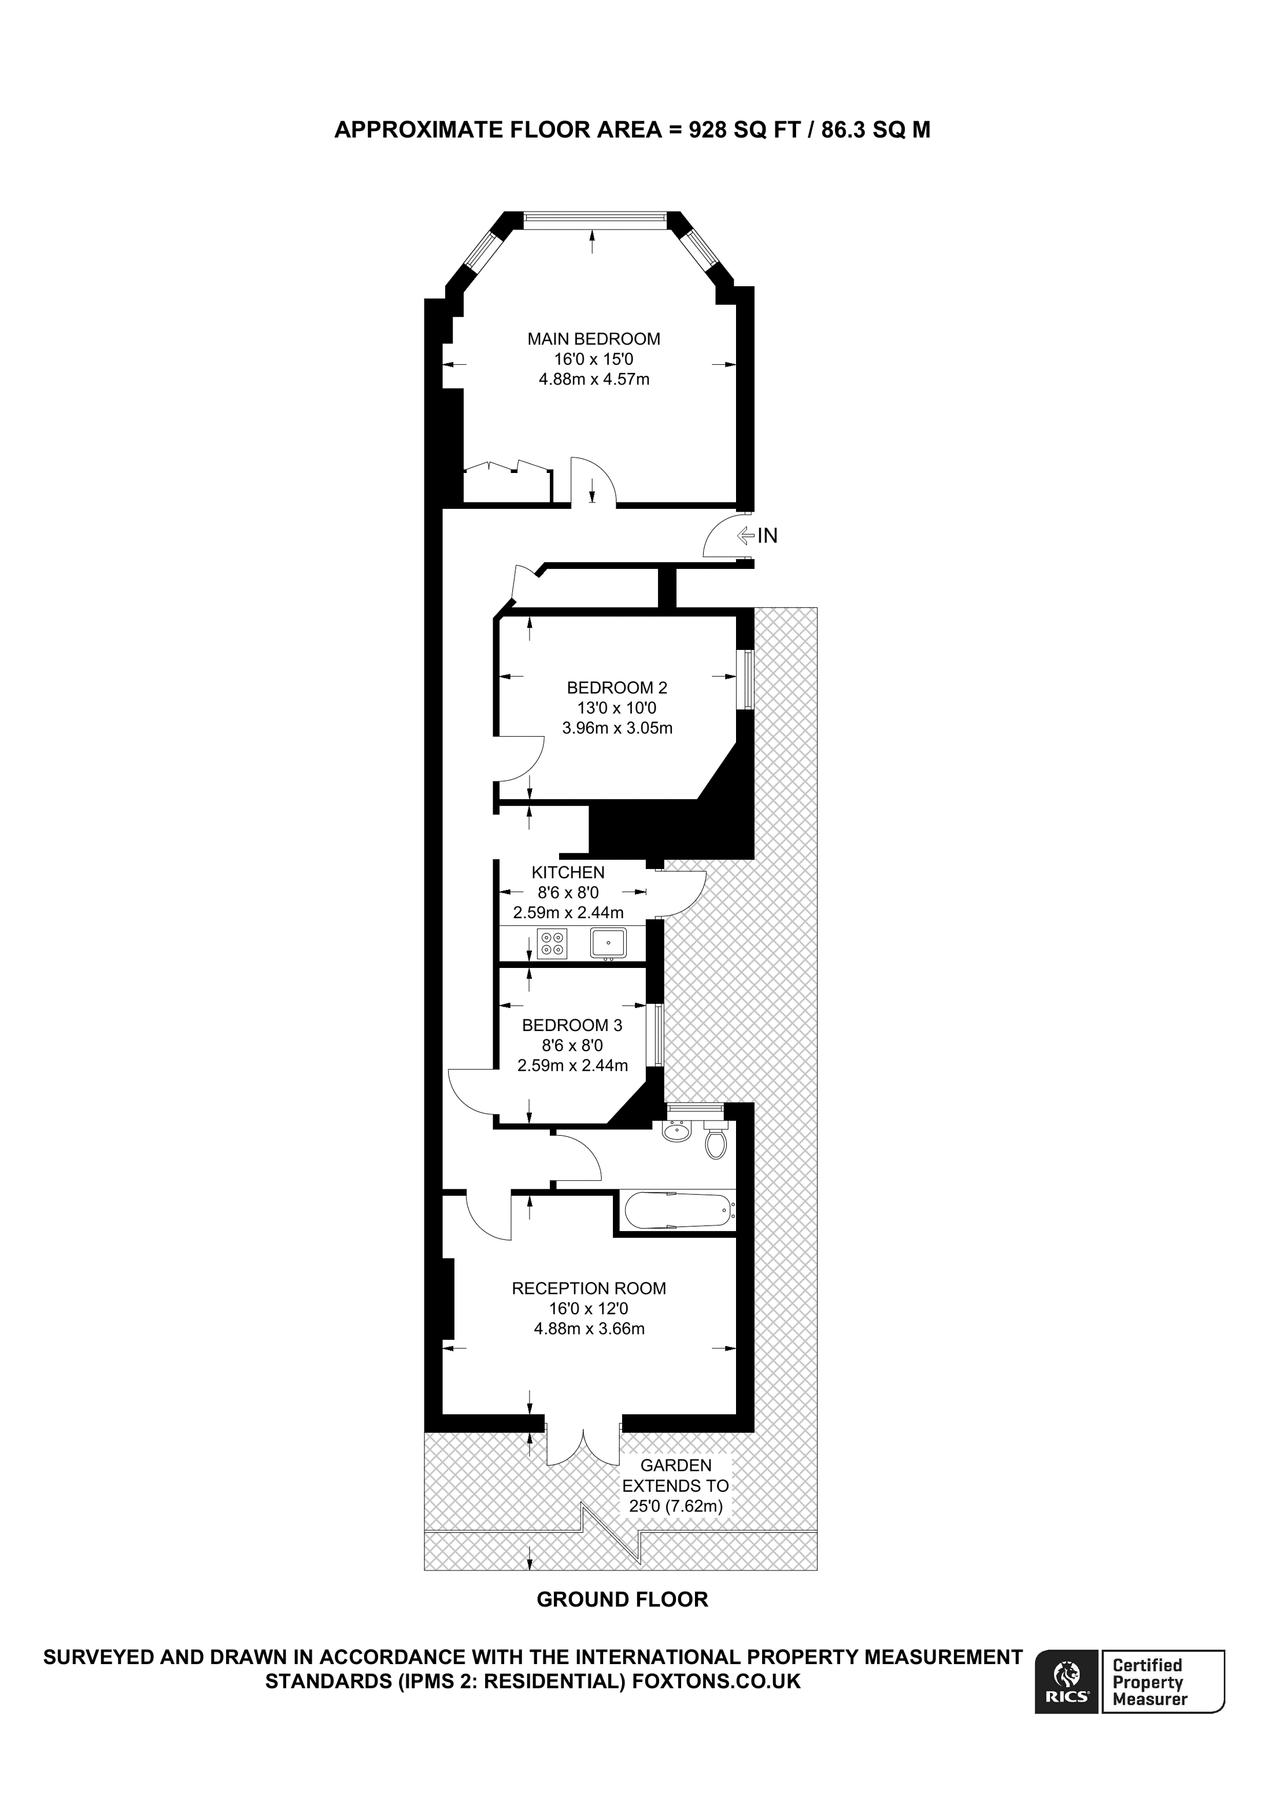 APPROXIMATE FLOOR AREA = 928 SQ FT / 86.3 SQ M
MAIN BEDROOM
16'0 x 15'0
4.88m x 4.57m
IN
BEDROOM 2
13'0 x 10'0
3.96m x 3.05m
KITCHEN
8'6 x 8'0
2.59m x 2.44m
BEDROOM 3
8'6 x 8'0
2.59m x 2.44m
RECEPTION ROOM
16'0 x 12'0
4.88m x 3.66m
GARDEN
EXTENDS TO
25'0 (7.62m)
GROUND FLOOR
SURVEYED AND DRAWN IN ACCORDANCE WITH THE INTERNATIONAL PROPERTY MEASUREMENT
STANDARDS (IPMS 2: RESIDENTIAL) FOXTONS.CO.UK
RICS
Certified
Property
Measurer